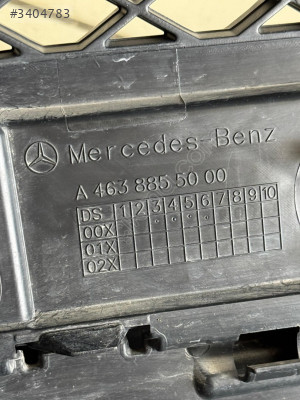 #3404783
Mercedes-Benz
A 463 885 50 00
DS 1 2 3 4 5 6 7 8 9 10
00X
01X
02X